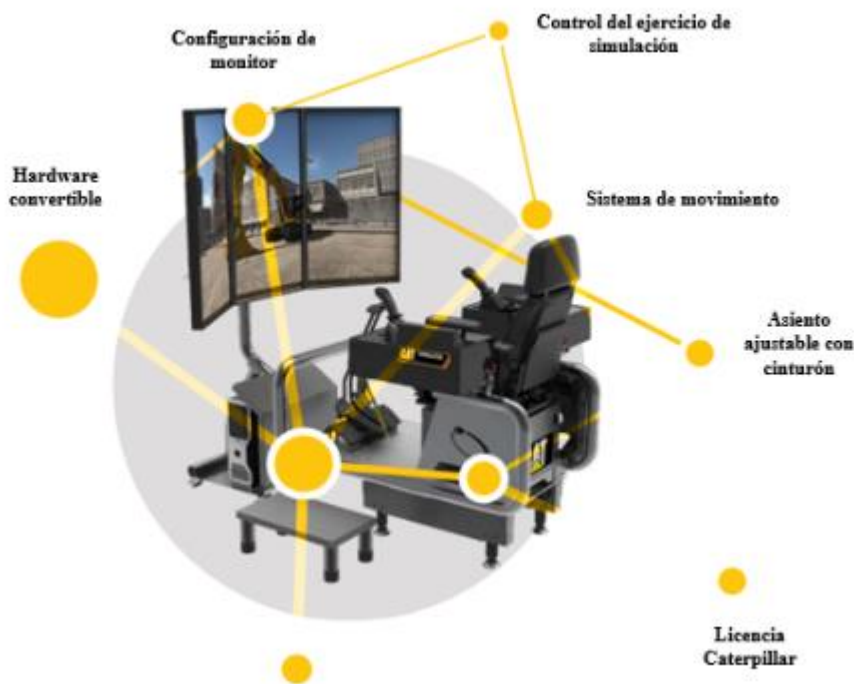 Configuración de
monitor
Control del ejercicio de
simulación
Hardware
convertible
Sistema de movimiento
Asiento
ajustable con
cinturón
CAT
Licencia
Caterpillar